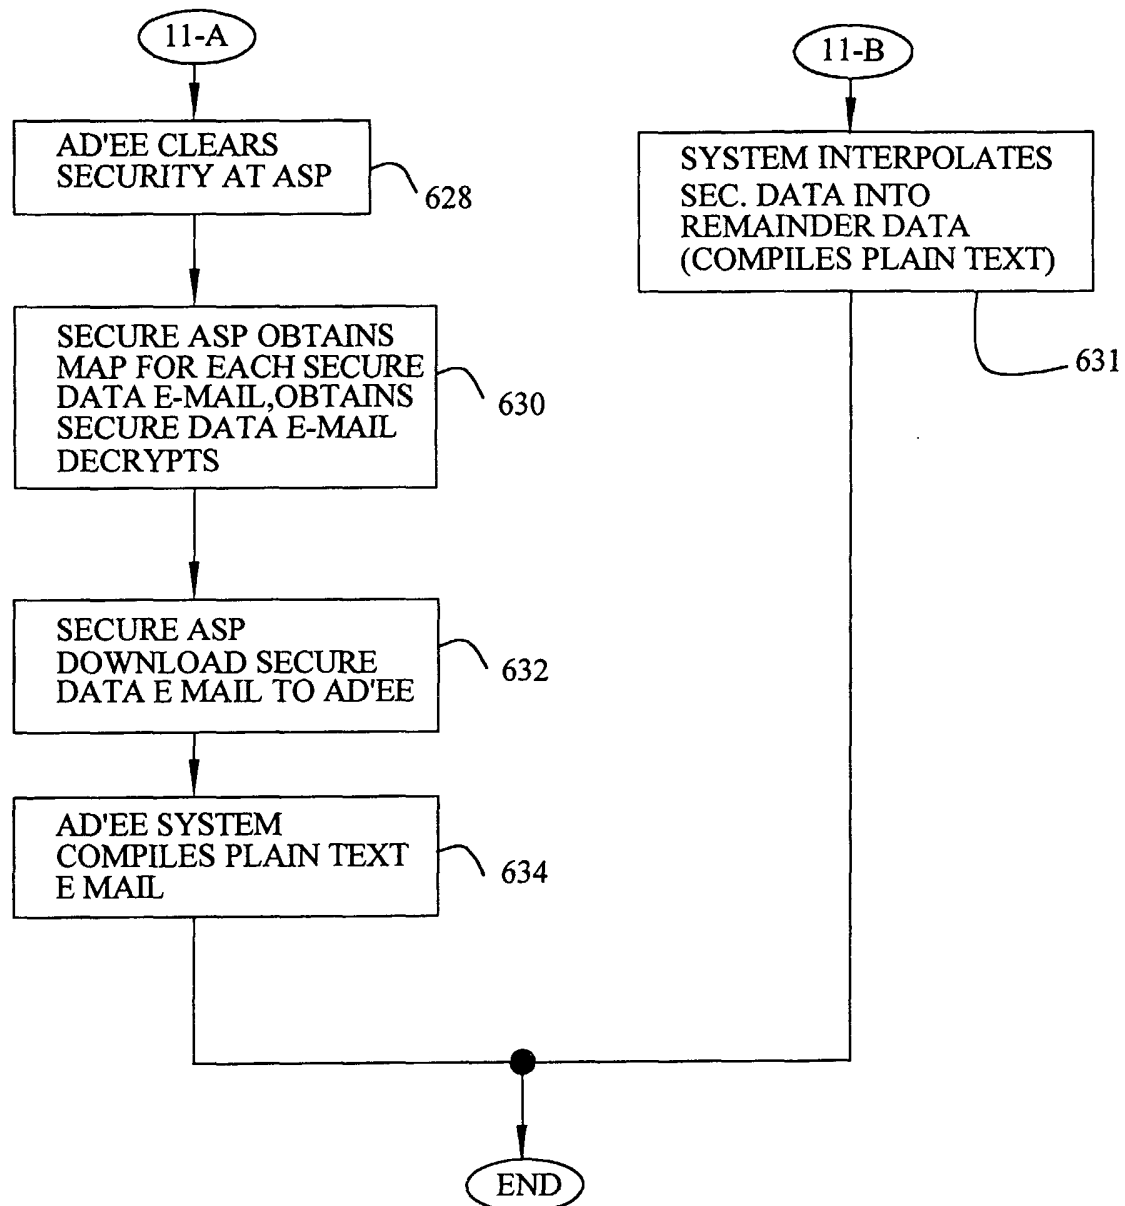 11-A
AD'EE CLEARS
SECURITY AT ASP
628
SECURE ASP OBTAINS
MAP FOR EACH SECURE
DATA E-MAIL,OBTAINS
SECURE DATA E-MAIL
DECRYPTS
630
SECURE ASP
DOWNLOAD SECURE
DATA E MAIL TO AD'EE
632
AD'EE SYSTEM
COMPILES PLAIN TEXT
E MAIL
634
11-B
SYSTEM INTERPOLATES
SEC. DATA INTO
REMAINDER DATA
(COMPILES PLAIN TEXT)
631
END